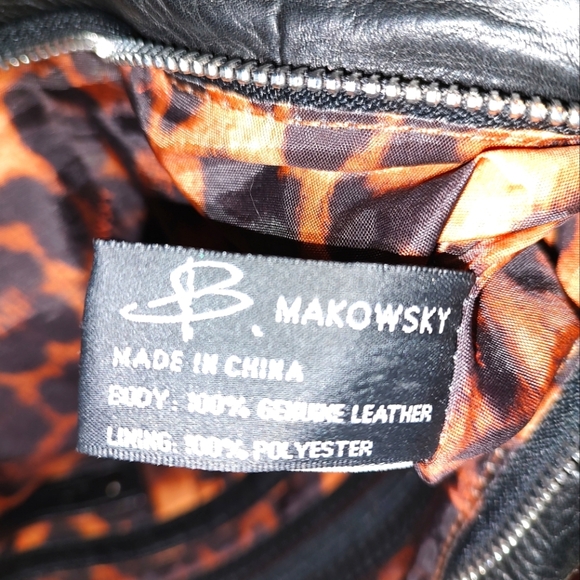 B. MAKOWSKY
MADE IN CHINA
BODY: 100% GENUINE LEATHER
LINING: 100% POLYESTER